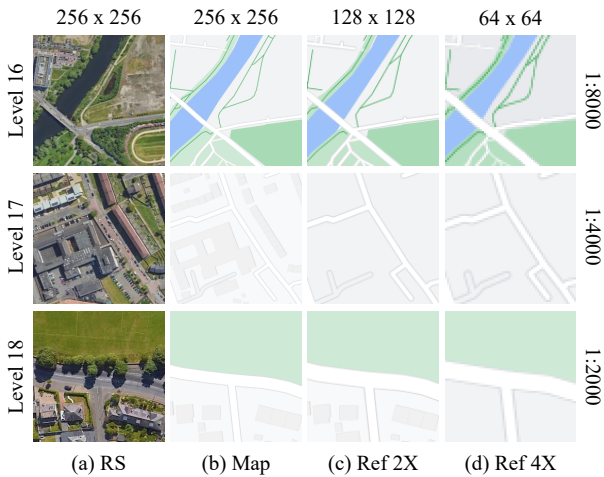 256 x 256 256 x 256 128 x 128 64 x 64
Level 16
1:8000
Level 17
1:4000
Level 18
1:2000
(a) RS (b) Map (c) Ref 2X (d) Ref 4X